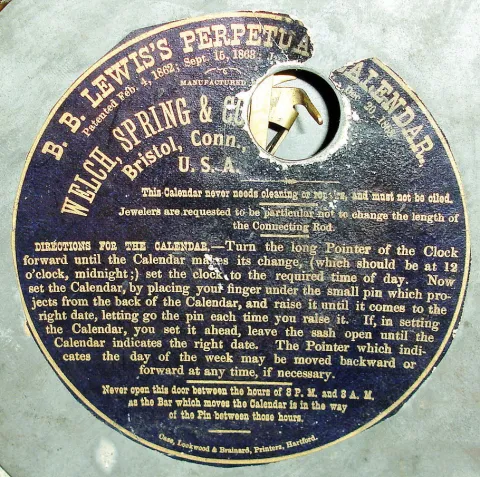 B. B. LEWIS'S PERPETUA ALENDAR,
Patented Feb. 4, 1862; Sept. 15, 1868;
MANUFACTURED
WELCH, SPRING & CO
Bristol, Conn.,
U. S. A.
This Calendar never needs cleaning or repairs, and must not be oiled.
Jewelers are requested to be particular not to change the length of
the Connecting Rod.
DIRECTIONS FOR THE CALENDAR.—Turn the long Pointer of the Clock
forward until the Calendar makes its change, (which should be at 12
o'clock, midnight;) set the clock to the required time of day. Now
set the Calendar, by placing your finger under the small pin which pro-
jects from the back of the Calendar, and raise it until it comes to the
right date, letting go the pin each time you raise it. If, in setting
the Calendar, you set it ahead, leave the sash open until the
Calendar indicates the right date. The Pointer which indi-
cates the day of the week may be moved backward or
forward at any time, if necessary.
Never open this door between the hours of 8 P. M. and 3 A. M.
as the Bar which moves the Calendar is in the way
of the Pin between those hours.
Case, Lockwood & Brainard, Printers, Hartford.